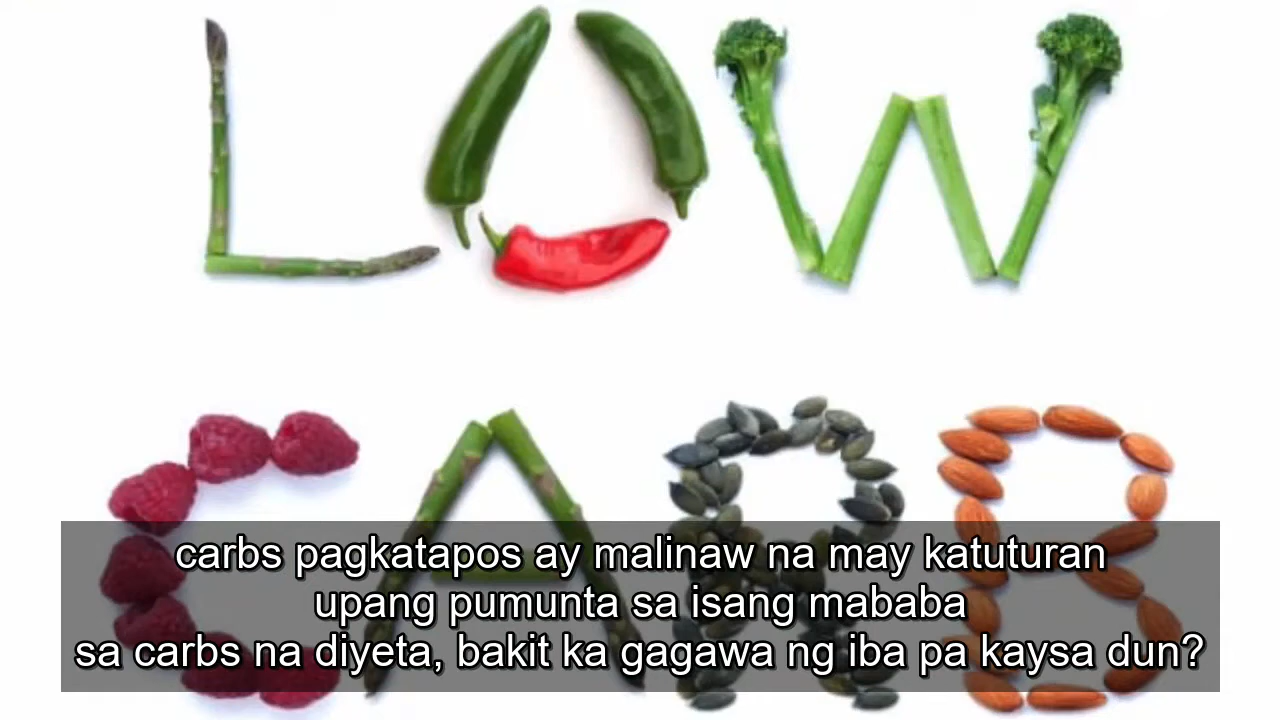 LOW
CARB
carbs pagkatapos ay malinaw na may katuturan
upang pumunta sa isang mababa
sa carbs na diyeta, bakit ka gagawa ng iba pa kaysa dun?